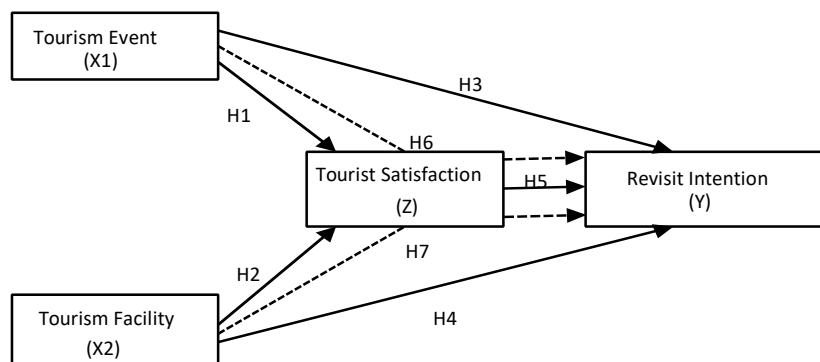 Tourism Event
(X1)
H3
H1
H6
Tourist Satisfaction
(Z)
H5
Revisit Intention
(Y)
H2
H7
Tourism Facility
(X2)
H4